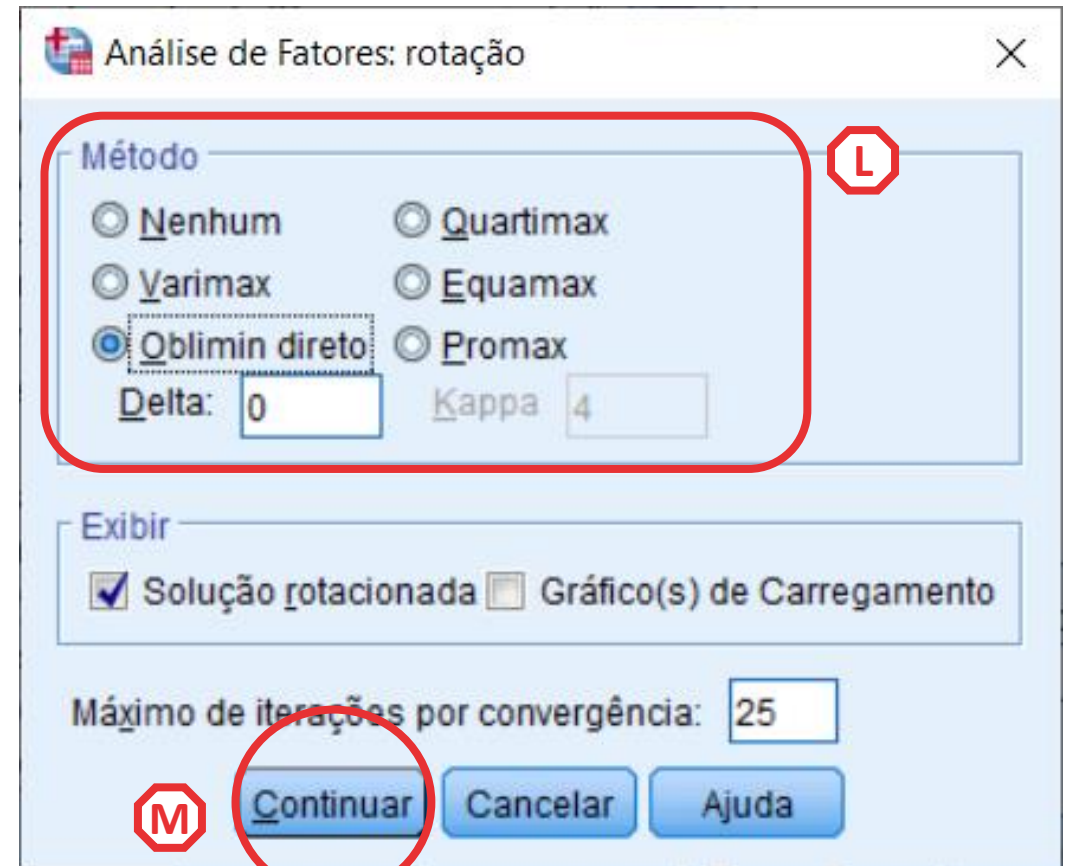 Análise de Fatores: rotação
Método
L
Nenhum Quartimax
Varimax Equamax
Oblimin direto Promax
Delta: 0 Kappa 4
Exibir
Solução rotacionada Gráfico(s) de Carregamento
Máximo de iterações por convergência: 25
M Continuar Cancelar Ajuda